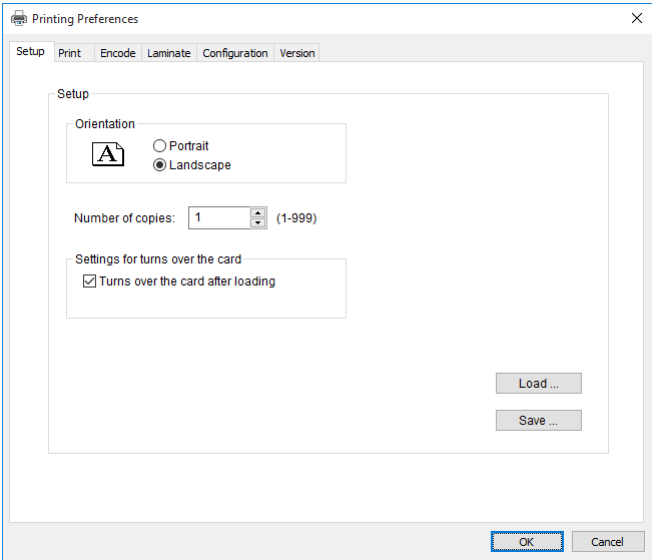 Printing Preferences
Setup Print Encode Laminate Configuration Version
Setup
Orientation
A
Portrait
Landscape
Number of copies: 1 (1-999)
Settings for turns over the card
Turns over the card after loading
Load ...
Save ...
OK Cancel